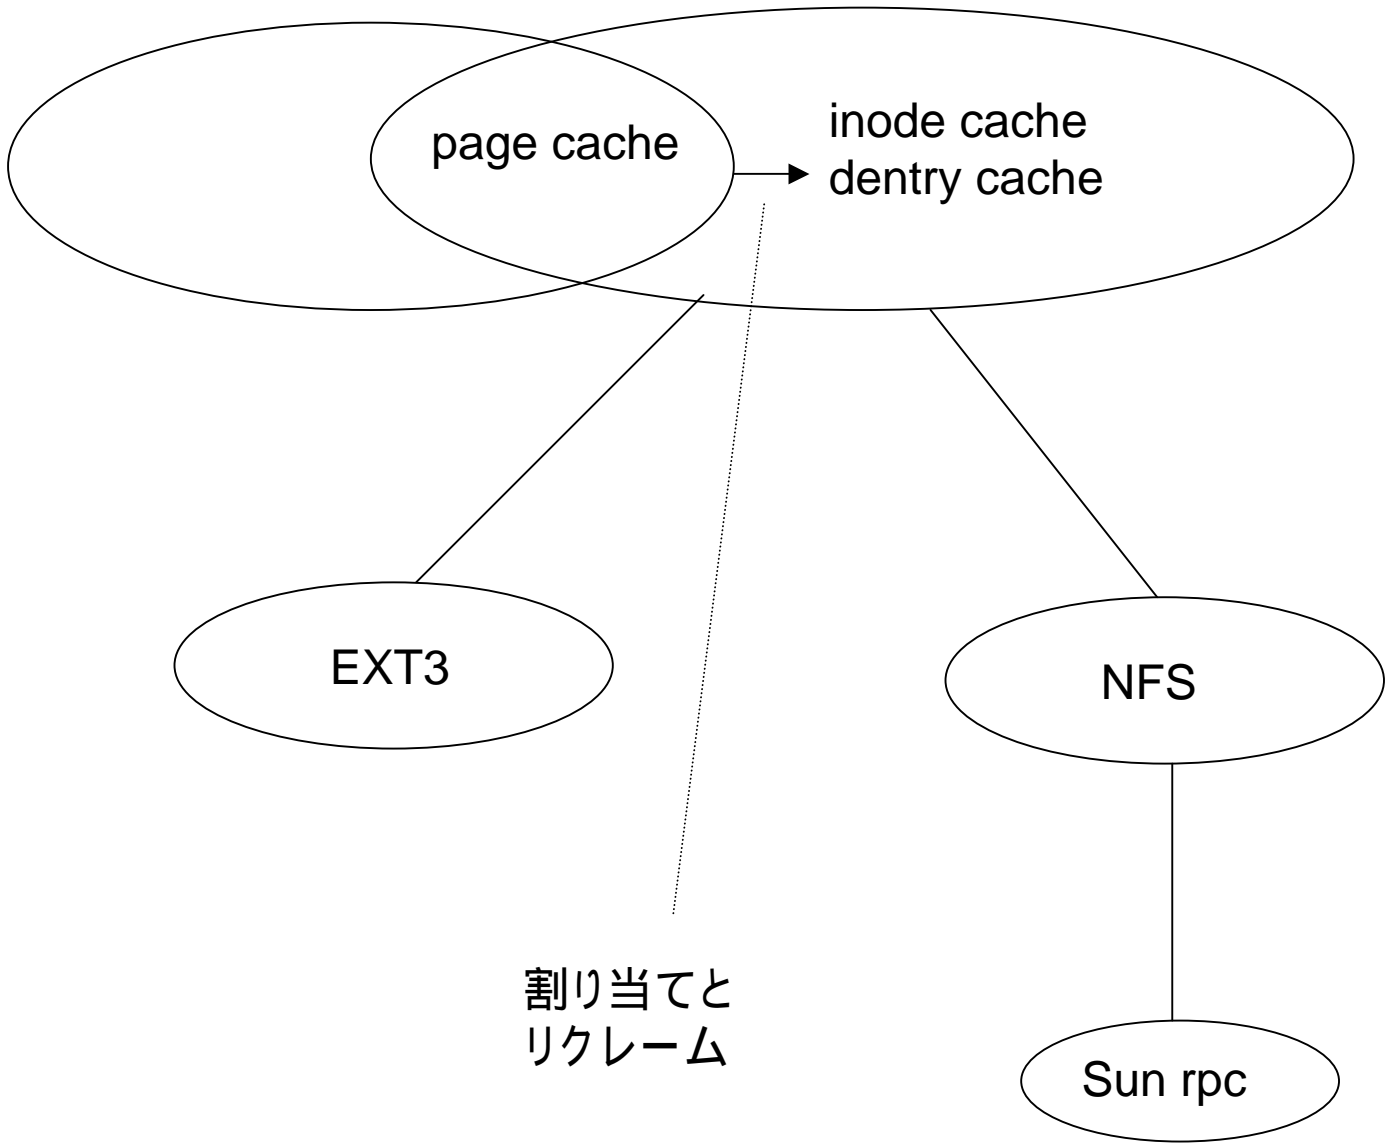 page cache
inode cache
dentry cache
EXT3
NFS
割り当てと
リクレーム
Sun rpc